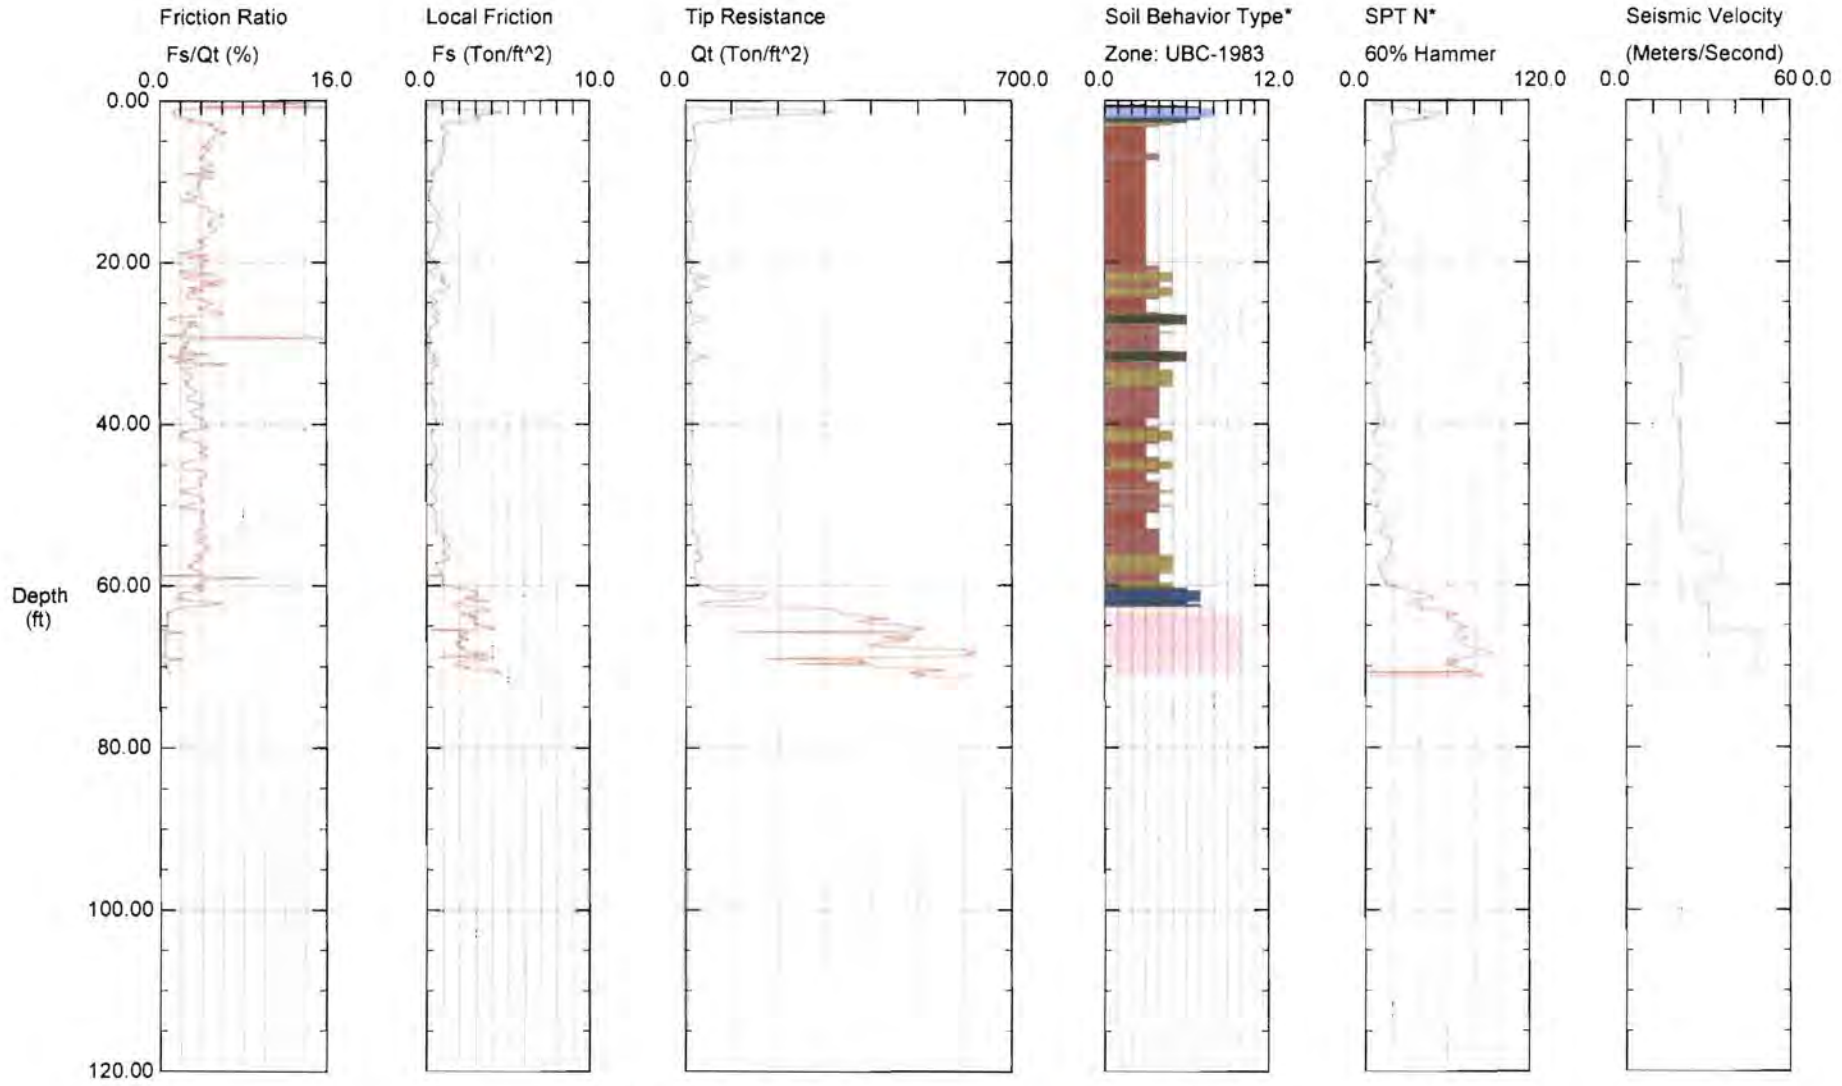 Friction Ratio
Fs/Qt (%)
0.0 16.0
Local Friction
Fs (Ton/ft^2)
0.0 10.0
Tip Resistance
Qt (Ton/ft^2)
0.0 700.0
Soil Behavior Type*
Zone: UBC-1983
0.0 12.0
SPT N*
60% Hammer
0.0 120.0
Seismic Velocity
(Meters/Second)
0.0 600.0
0.00
20.00
40.00
60.00
Depth
(ft)
80.00
100.00
120.00